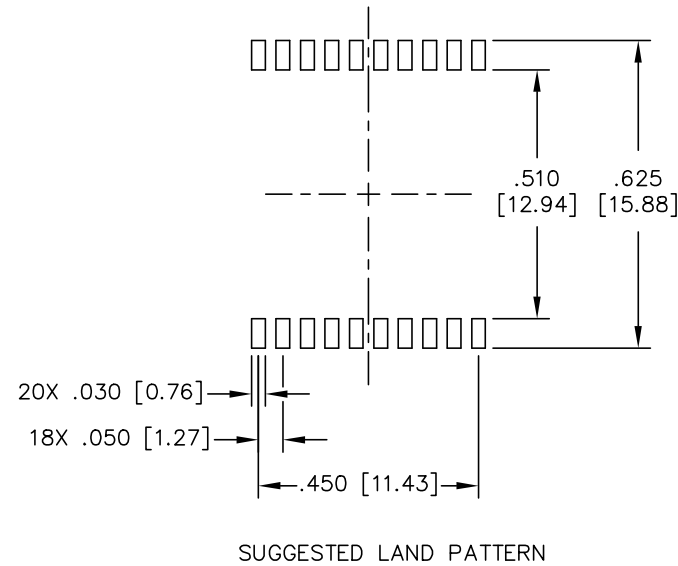 .510
[12.94]
.625
[15.88]
20X .030 [0.76]
18X .050 [1.27]
.450 [11.43]
SUGGESTED LAND PATTERN